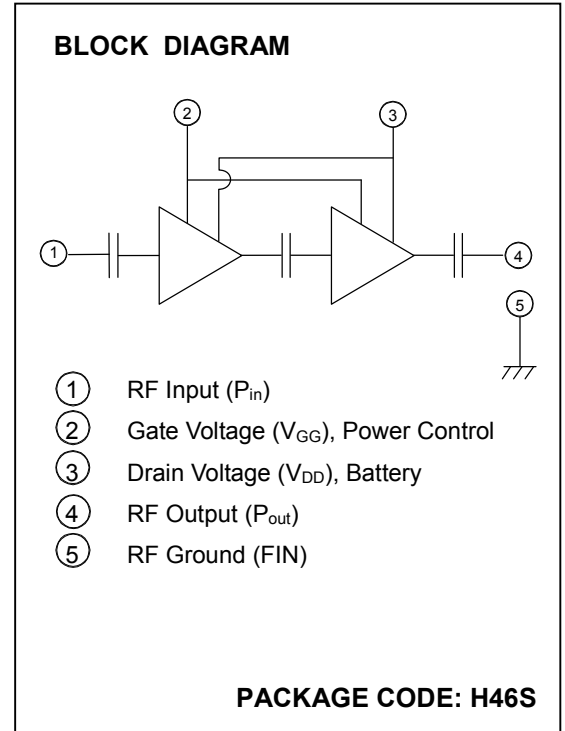 BLOCK DIAGRAM
2
3
1
4
5
1 RF Input (Pin)
2 Gate Voltage (VGG), Power Control
3 Drain Voltage (VDD), Battery
4 RF Output (Pout)
5 RF Ground (FIN)
PACKAGE CODE: H46S